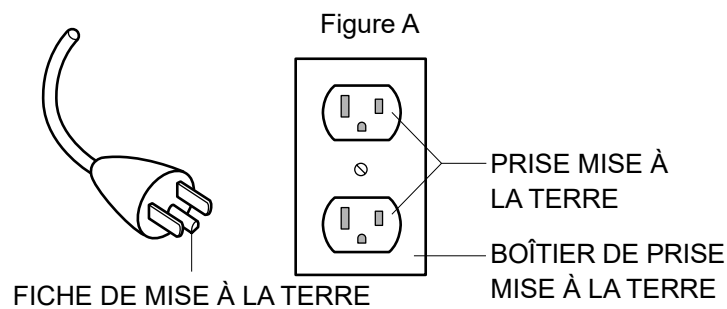 Figure A
PRISE MISE À
LA TERRE
BOÎTIER DE PRISE
MISE À LA TERRE
FICHE DE MISE À LA TERRE